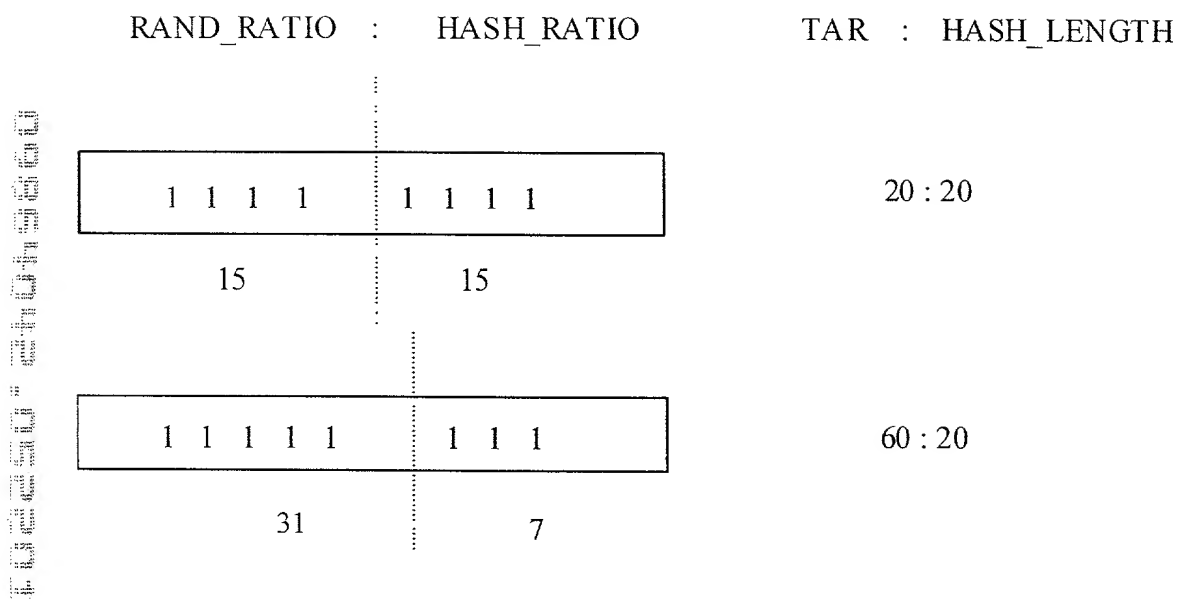 RAND_RATIO : HASH_RATIO TAR : HASH_LENGTH
1 1 1 1 1 1 1 1 20 : 20
15 15
1 1 1 1 1 1 1 1 60 : 20
31 7